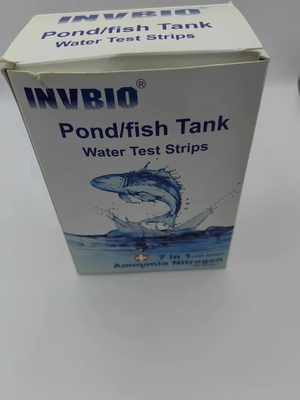 INVBIO
Pond/fish Tank
Water Test Strips
INVBIO®
Pond/fish Tank
Water Test Strips
7 in 1
Ammonia Nitrogen